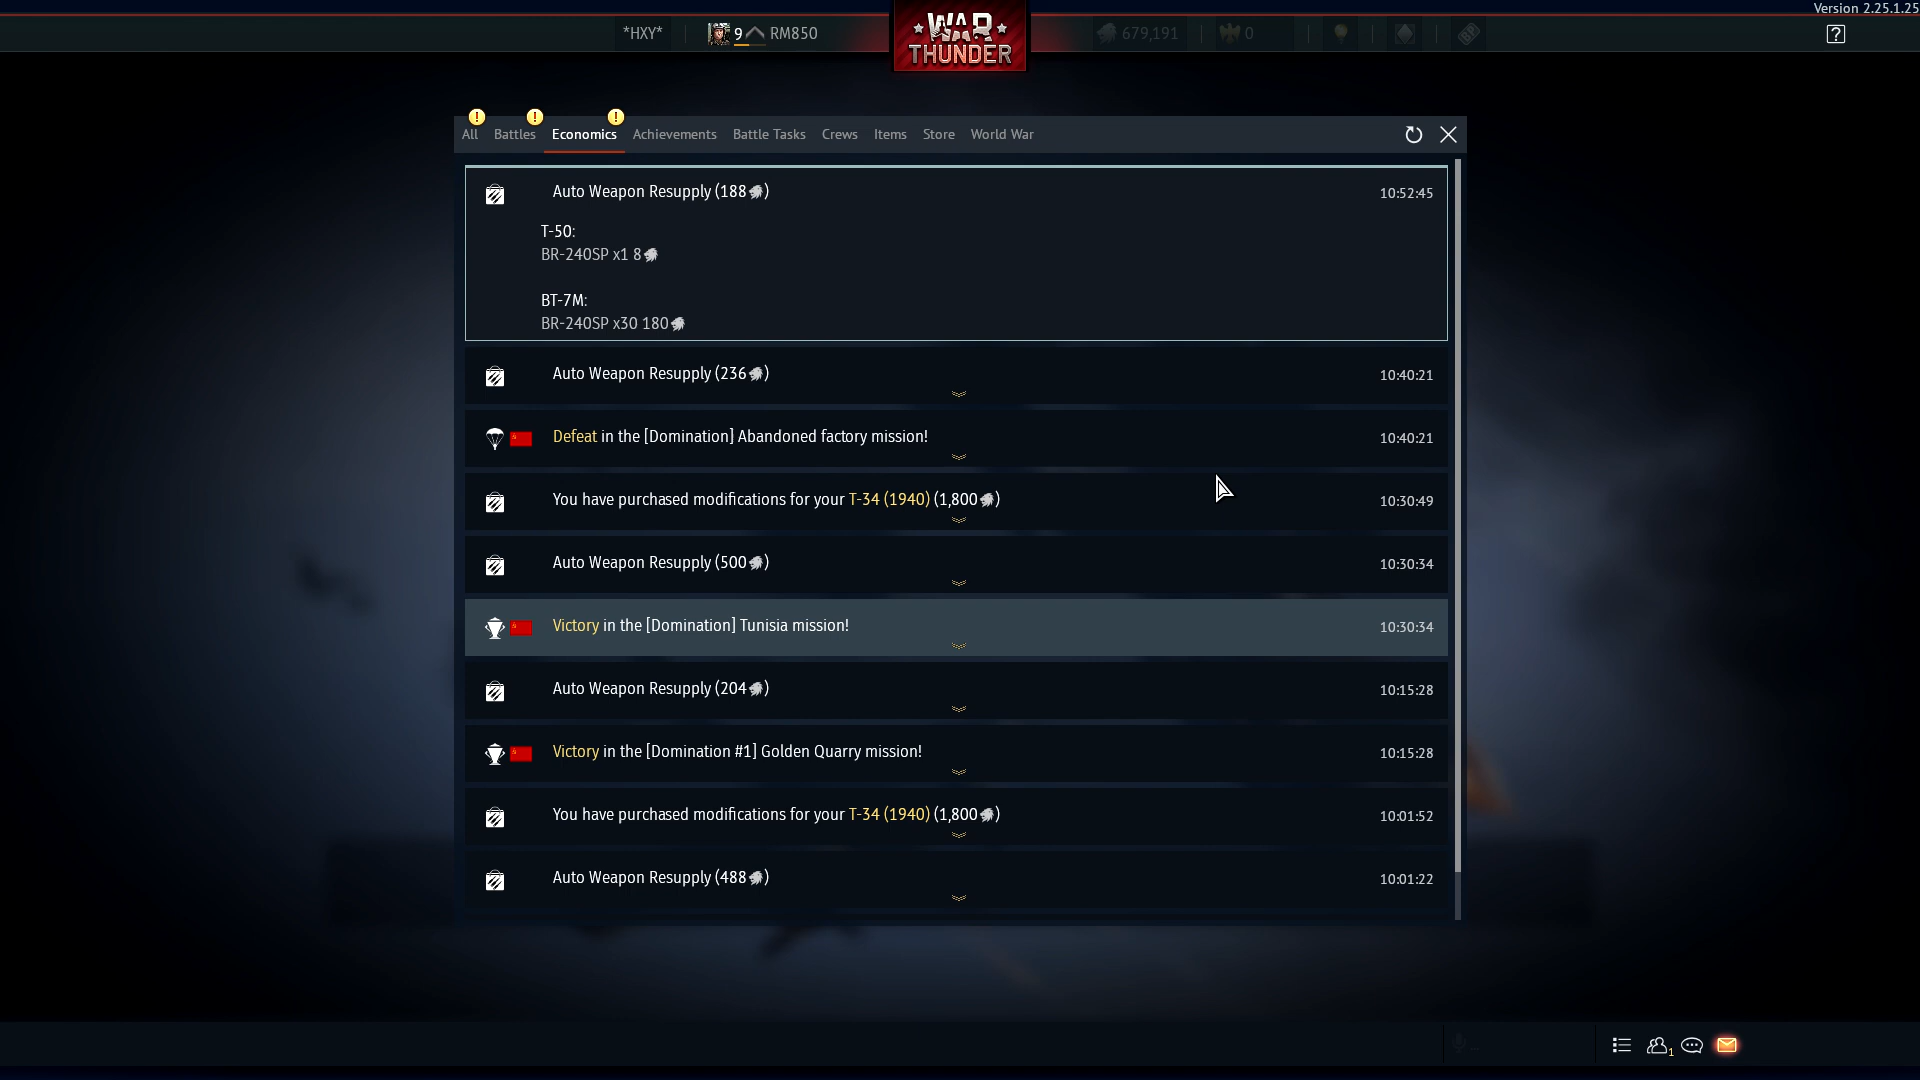 Version 2.25.1.25
*HXY*
9 RM850
WAR THUNDER
679,191
0
BP
?
All Battles Economics Achievements Battle Tasks Crews Items Store World War
Auto Weapon Resupply (188) 10:52:45
T-50:
BR-240SP x1 8
BT-7M:
BR-240SP x30 180
Auto Weapon Resupply (236) 10:40:21
Defeat in the [Domination] Abandoned factory mission! 10:40:21
You have purchased modifications for your T-34 (1940) (1,800) 10:30:49
Auto Weapon Resupply (500) 10:30:34
Victory in the [Domination] Tunisia mission! 10:30:34
Auto Weapon Resupply (204) 10:15:28
Victory in the [Domination #1] Golden Quarry mission! 10:15:28
You have purchased modifications for your T-34 (1940) (1,800) 10:01:52
Auto Weapon Resupply (488) 10:01:22
1